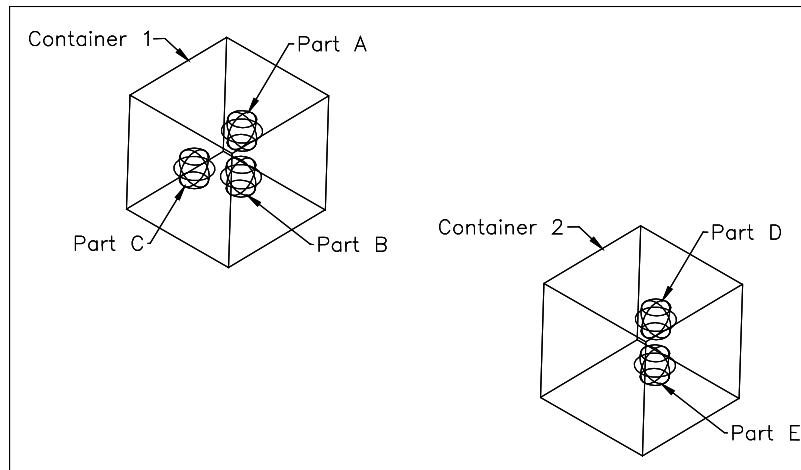 Container 1
Part A
Part C
Part B
Container 2
Part D
Part E